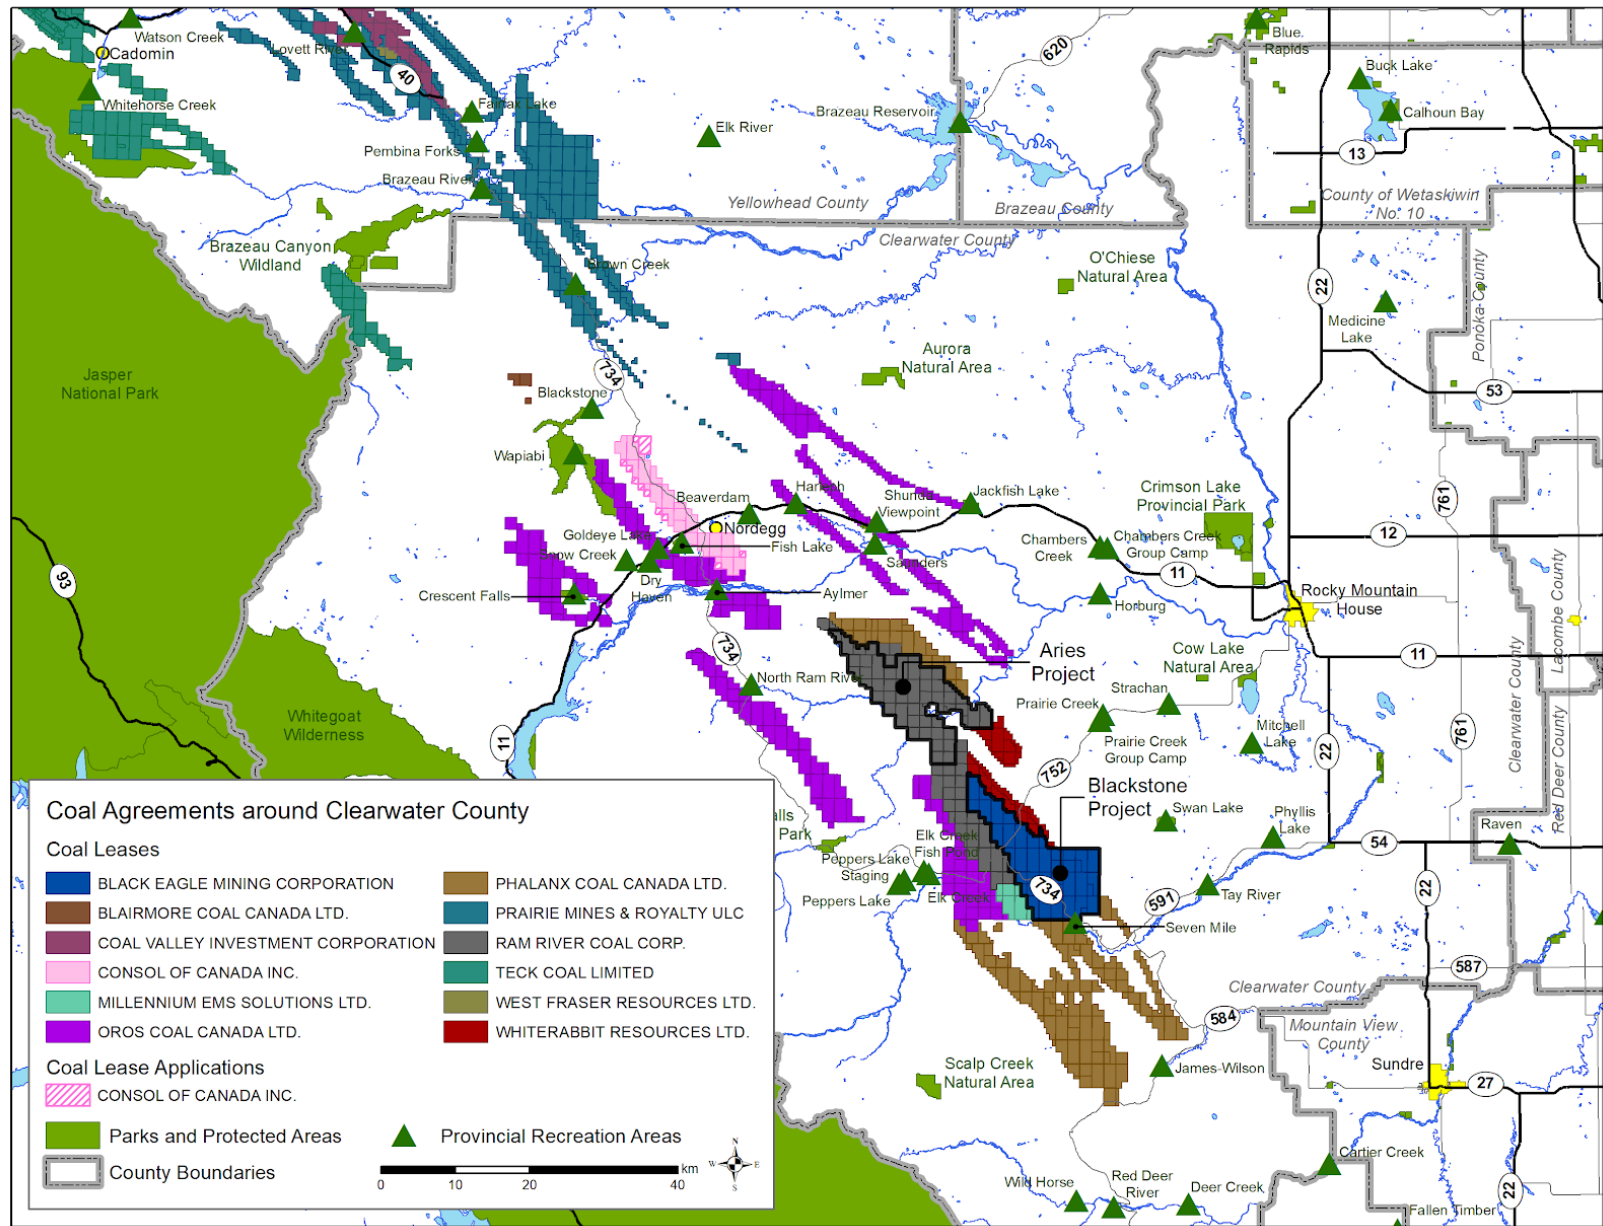 Watson Creek
Cadomin
Lovett River
40
Whitehorse Creek
Fairfax Lake
Pembina Forks
Brazeau River
Elk River
Brazeau Reservoir
620
Blue
Rapids
Buck Lake
Calhoun Bay
13
County of Wetaskiwin
No. 10
Yellowhead County
Brazeau County
Clearwater County
Brazeau Canyon
Wildland
Brown Creek
O'Chiese
Natural Area
22
Medicine
Lake
Ponoka County
Jasper
National Park
734
Aurora
Natural Area
53
Blackstone
Wapiabi
Beaverdam
Harlech
Shunda
Viewpoint
Jackfish Lake
Crimson Lake
Provincial Park
761
Nordegg
Goldeye Lake
Fish Lake
Snow Creek
Dry
Haven
Saunders
Chambers
Creek
Chambers Creek
Group Camp
12
93
Crescent Falls
Aylmer
11
Horburg
Rocky Mountain
House
Lacombe County
Clearwater County
734
Aries
Project
Cow Lake
Natural Area
11
North Ram River
Strachan
Prairie Creek
Whitegoat
Wilderness
11
Prairie Creek
Group Camp
Mitchell
Lake
22
761
Clearwater County
Red Deer County
752
Blackstone
Project
Swan Lake
Phyllis
Lake
alls
Park
Elk Creek
Fish Pond
Peppers Lake
Staging
Peppers Lake
Elk Creek
734
591
Tay River
54
Raven
22
Seven Mile
587
Clearwater County
584
Mountain View
County
Sundre
27
Scalp Creek
Natural Area
James-Wilson
Cartier Creek
Wild Horse
Red Deer
River
Deer Creek
22
Fallen Timber
Coal Agreements around Clearwater County
Coal Leases
BLACK EAGLE MINING CORPORATION
BLAIRMORE COAL CANADA LTD.
COAL VALLEY INVESTMENT CORPORATION
CONSOL OF CANADA INC.
MILLENNIUM EMS SOLUTIONS LTD.
OROS COAL CANADA LTD.
PHALANX COAL CANADA LTD.
PRAIRIE MINES & ROYALTY ULC
RAM RIVER COAL CORP.
TECK COAL LIMITED
WEST FRASER RESOURCES LTD.
WHITERABBIT RESOURCES LTD.
Coal Lease Applications
CONSOL OF CANADA INC.
Parks and Protected Areas
Provincial Recreation Areas
County Boundaries
km
0 10 20 40
N
W E
S